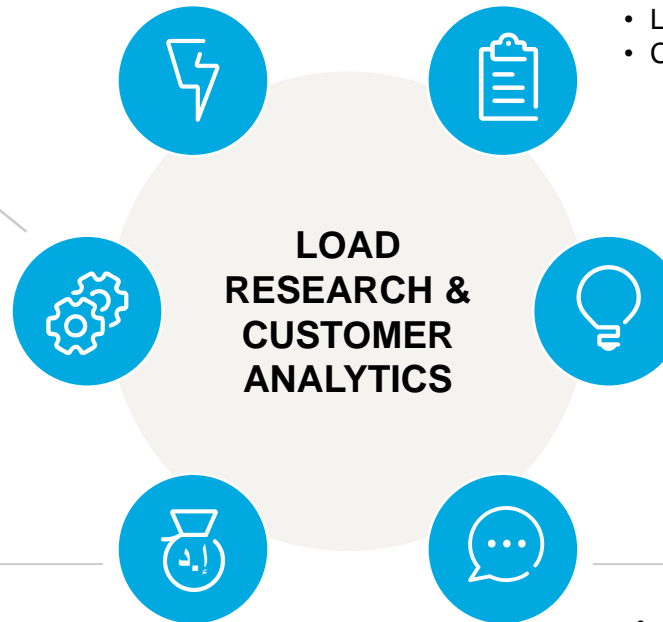 • L
• C
LOAD
RESEARCH &
CUSTOMER
ANALYTICS
د.إ